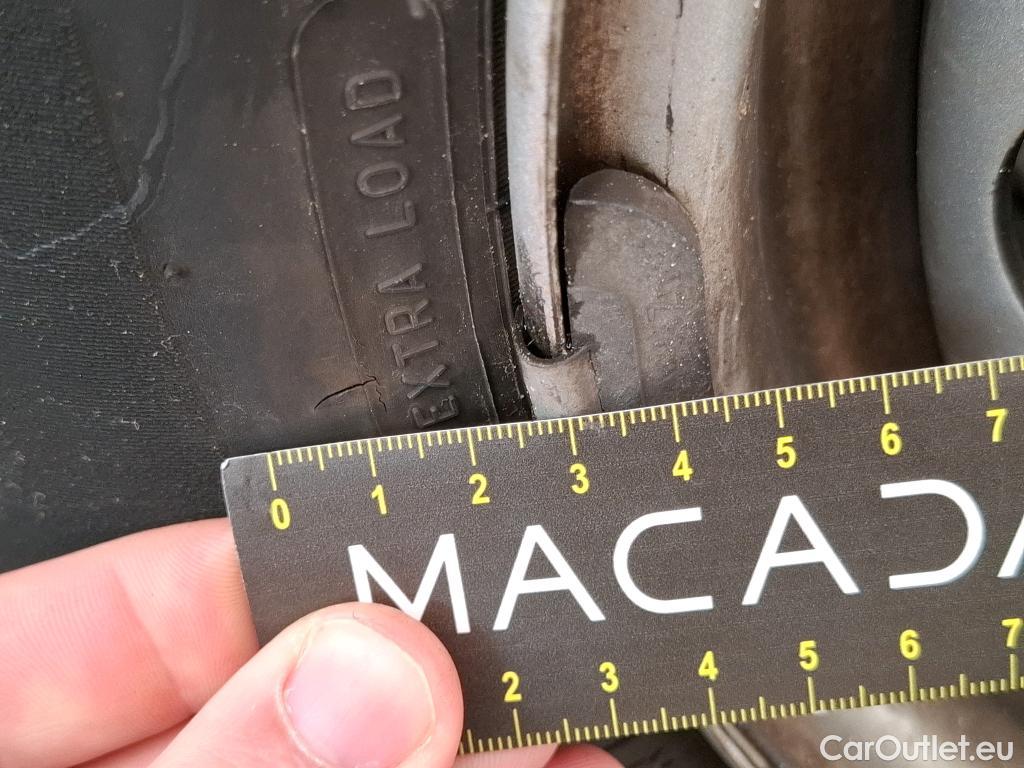 EXTRA LOAD
0 1 2 3 4 5 6 7
MACADA
2 3 4 5 6 7
CarOutlet.eu